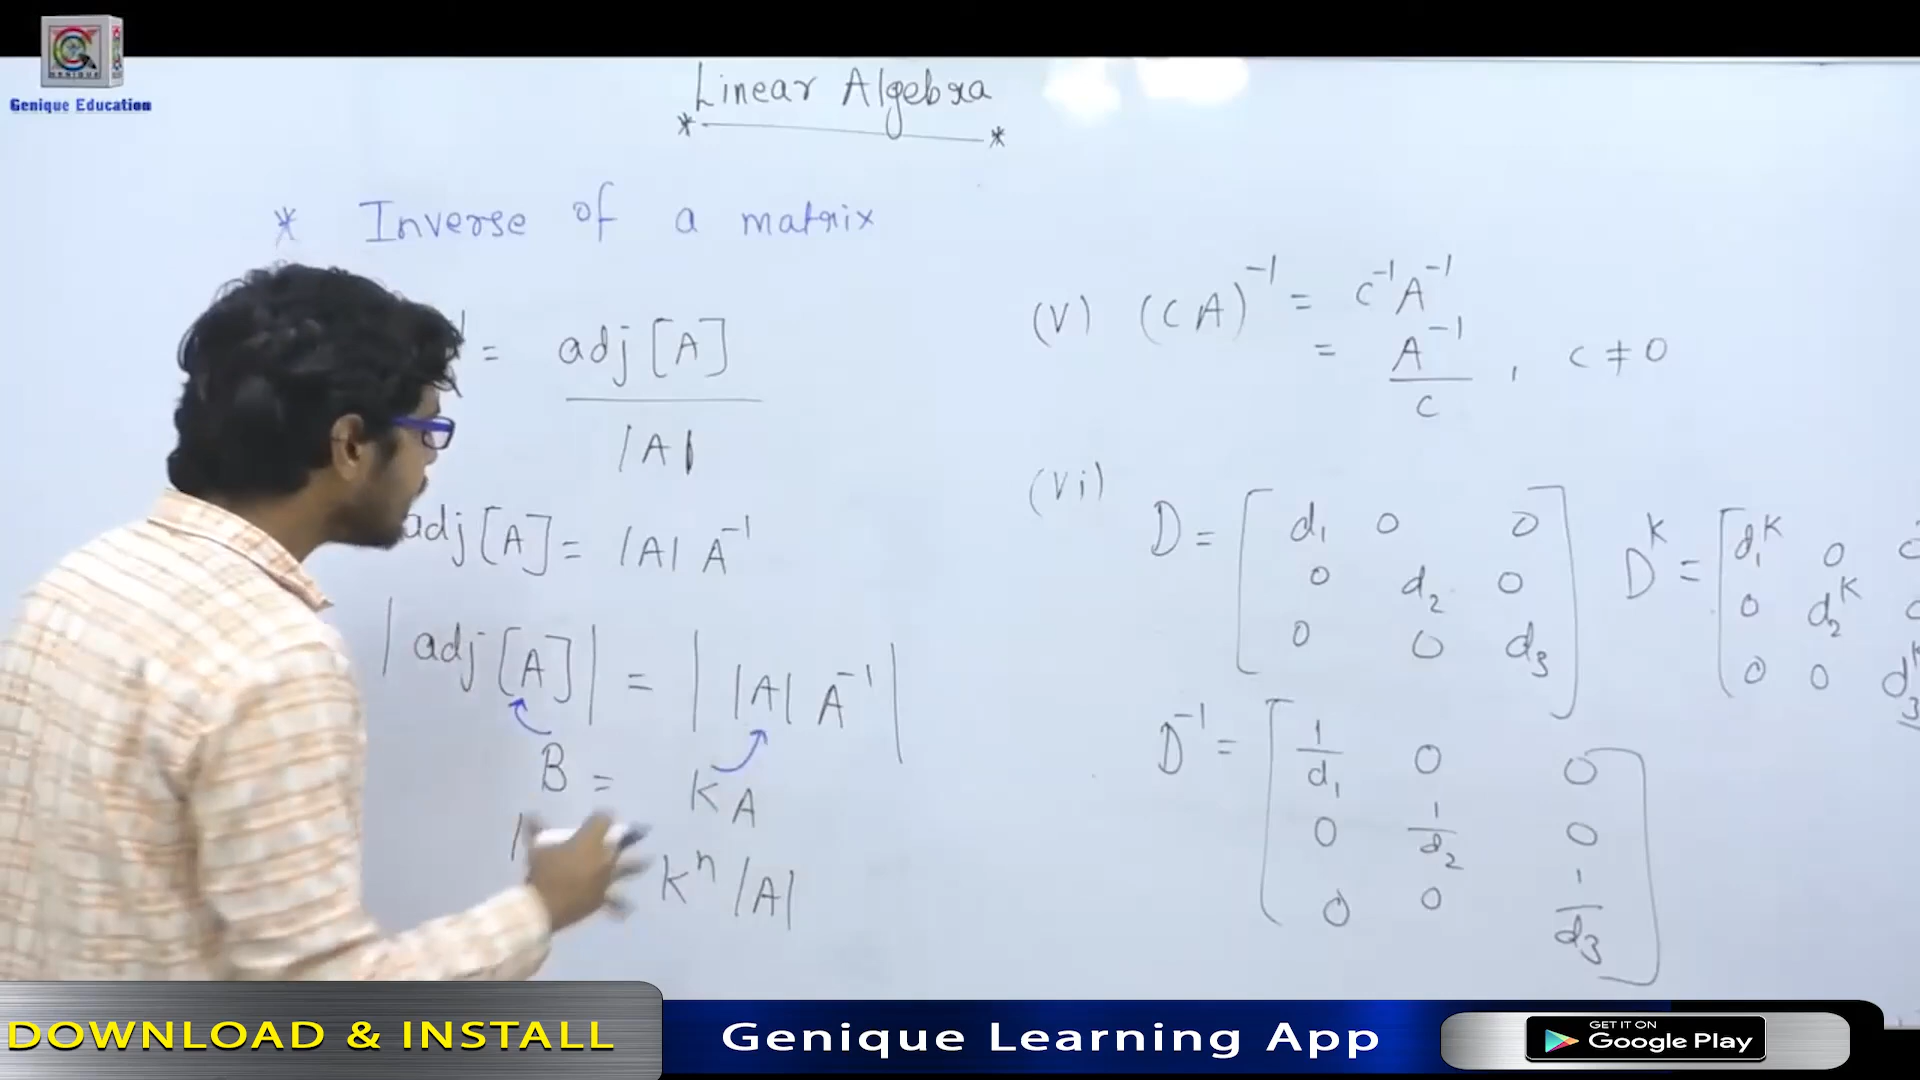 GENIQUE
Genique Education
Linear Algebra
* *
* Inverse of a matrix
= adj [A]
|A|
adj [A] = |A| A⁻¹
| adj [A] | = | |A| A⁻¹ |
B = K A
Kⁿ |A|
(V) (CA)⁻¹ = C⁻¹A⁻¹
= A⁻¹
C , C ≠ 0
(Vi)
D = [ d₁ 0 0
0 d₂ 0
0 0 d₃ ]
Dᴷ = [ d₁ᴷ 0
0 d₂ᴷ
0 0 d₃ᴷ
D⁻¹ = [ 1/d₁ 0 0
0 1/d₂ 0
0 0 1/d₃ ]
DOWNLOAD & INSTALL
Genique Learning App
GET IT ON
Google Play